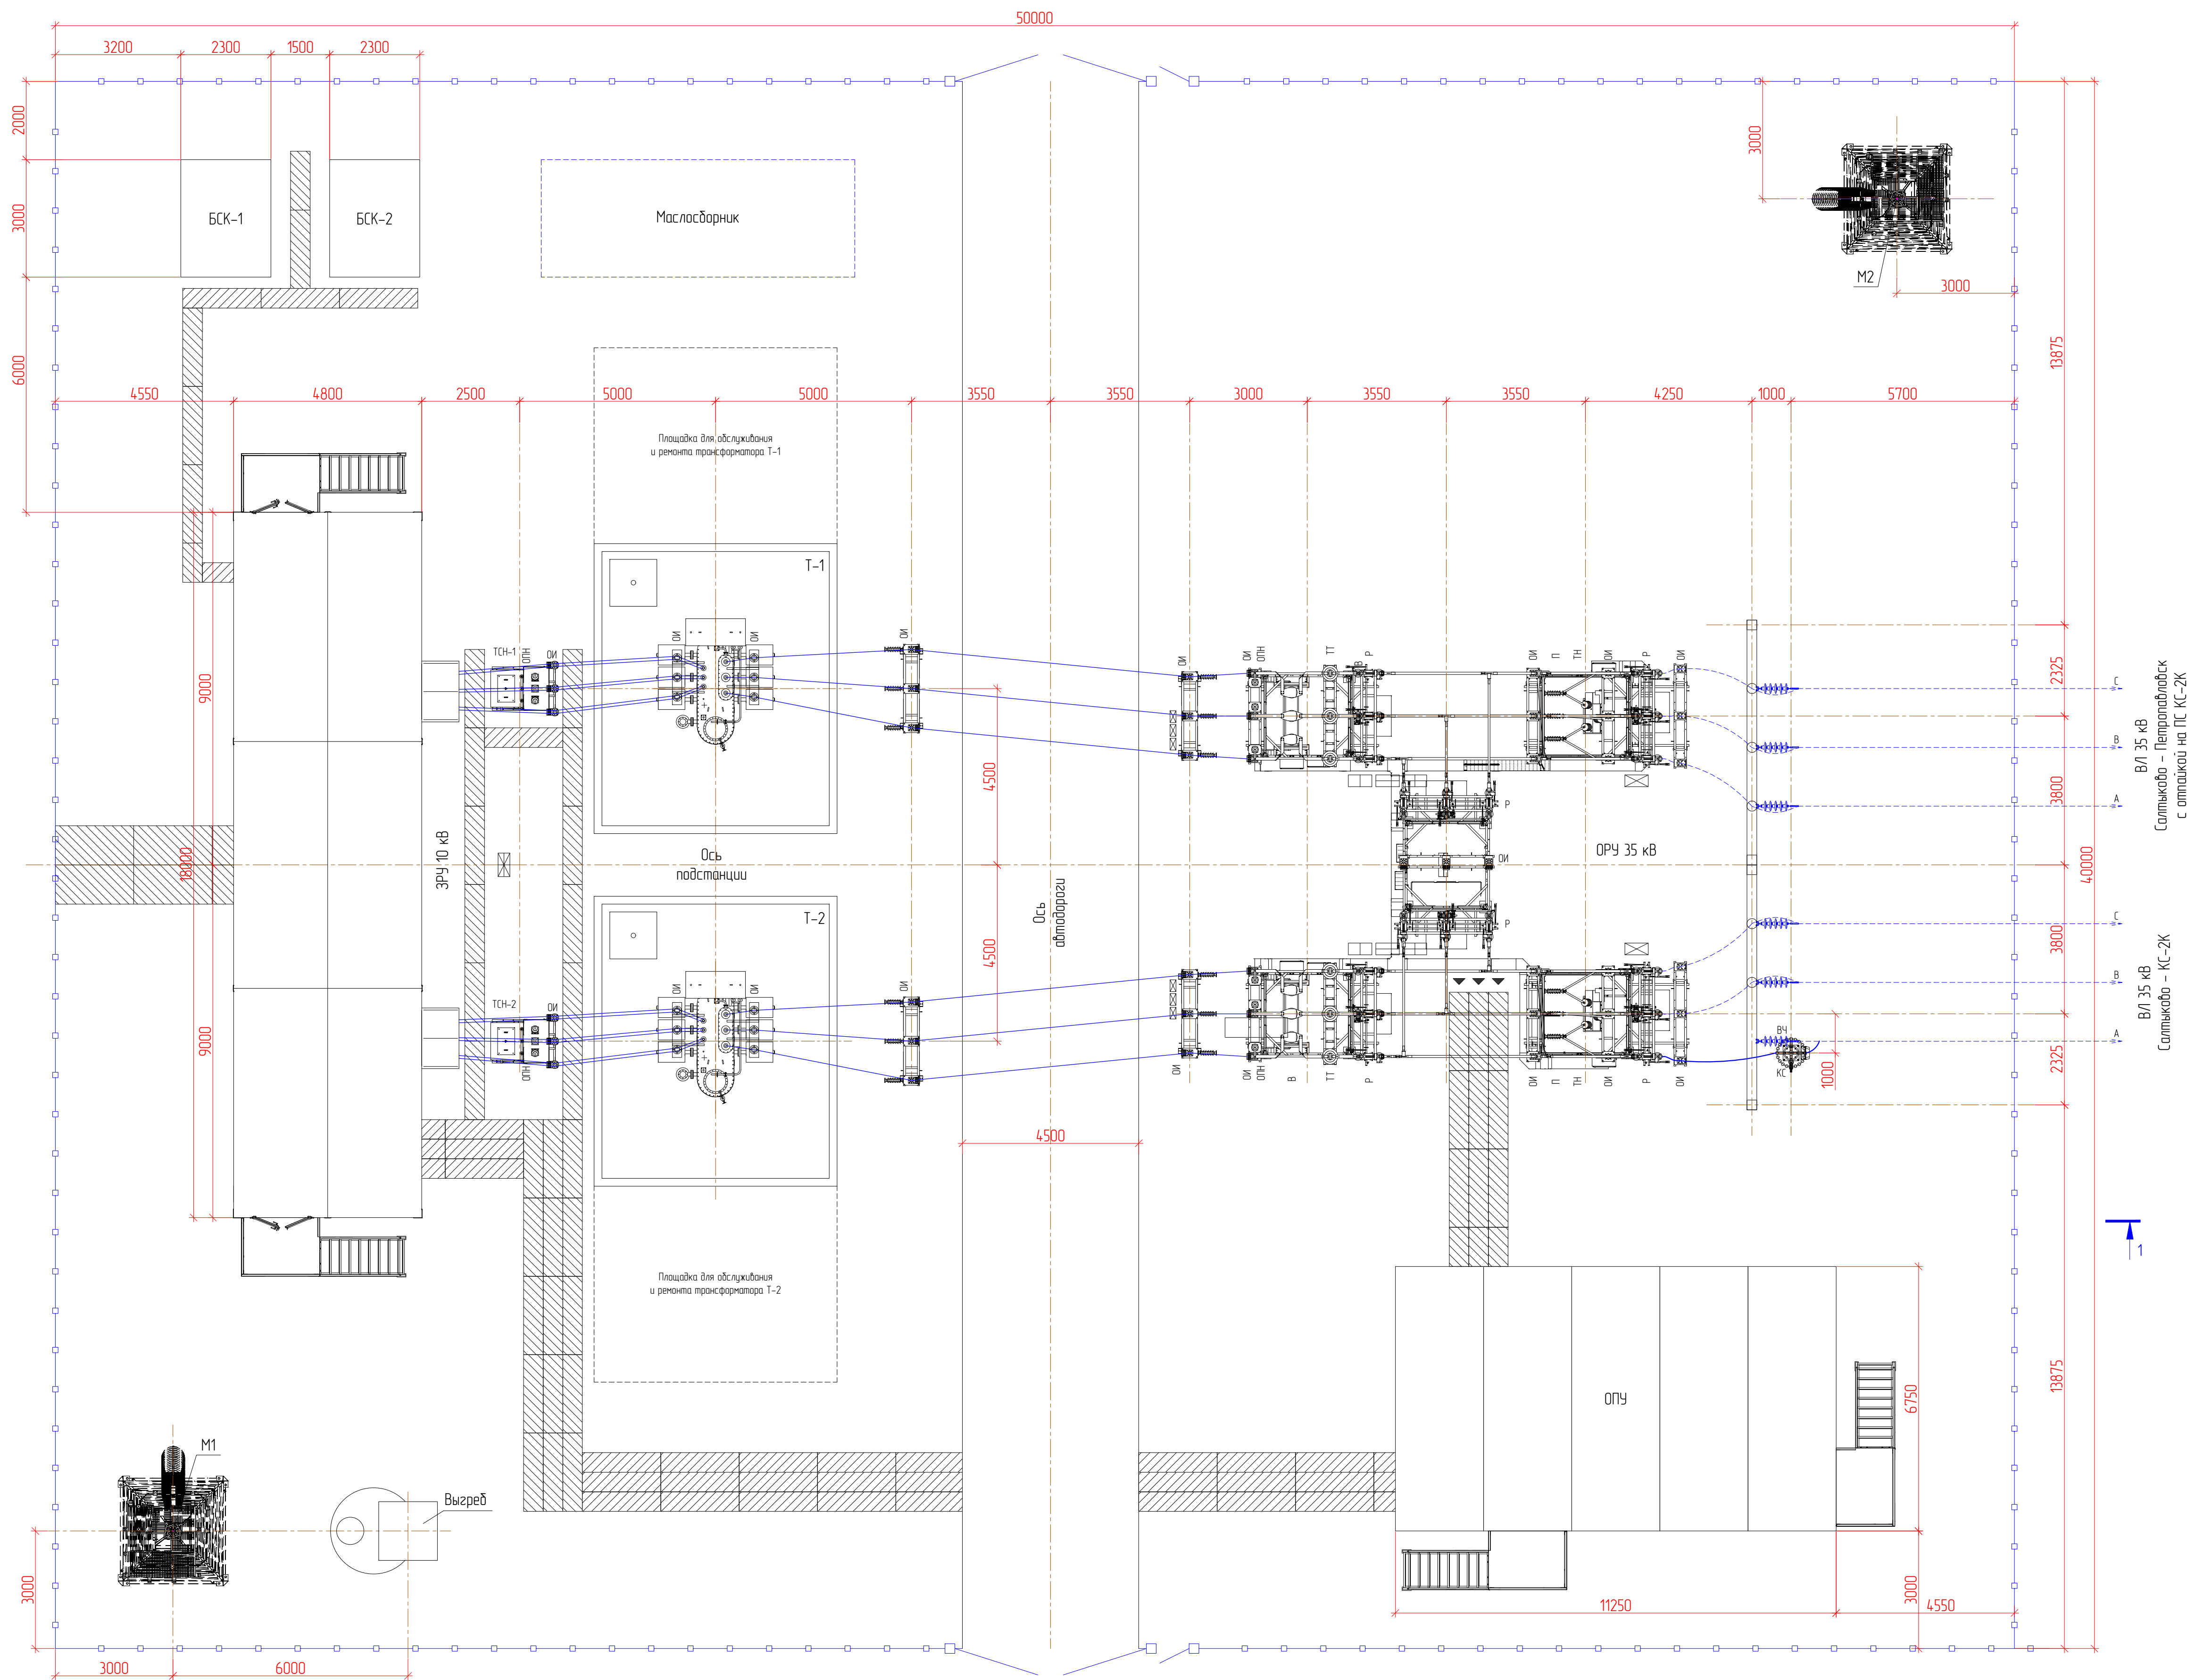 50000
3200
2300
1500
2300
2000
3000
6000
БСК-1
БСК-2
Маслосборник
3000
М2
3000
13875
4550
4800
2500
5000
5000
3550
3550
3000
3550
3550
4250
1000
5700
Площадка для обслуживания
и ремонта трансформатора Т-1
Т-1
ТСН-1
ОПН
ОИ
ОИ
ОИ
ОИ
ОИ
ОИ
ОПН
ТТ
В
Р
ОИ
П
ТН
ОИ
Р
ОИ
С
В
А
2325
3800
ВЛ 35 кВ
Салтыково - Петропавловск
с отпайкой на ПС КС-2К
9000
18000
9000
ЗРУ 10 кВ
4500
4500
Р
ОИ
Р
ОРУ 35 кВ
40000
Ось
подстанции
Ось
автодороги
Т-2
ТСН-2
ОПН
ОИ
ОИ
ОИ
ОИ
ОИ
ОИ
ОПН
В
ТТ
Р
ОИ
П
ТН
ОИ
Р
ОИ
С
В
А
ВЧ
КС
1000
3800
2325
ВЛ 35 кВ
Салтыково - КС-2К
4500
1
Площадка для обслуживания
и ремонта трансформатора Т-2
13875
ОПУ
6750
М1
Выгреб
3000
3000
6000
11250
3000
4550